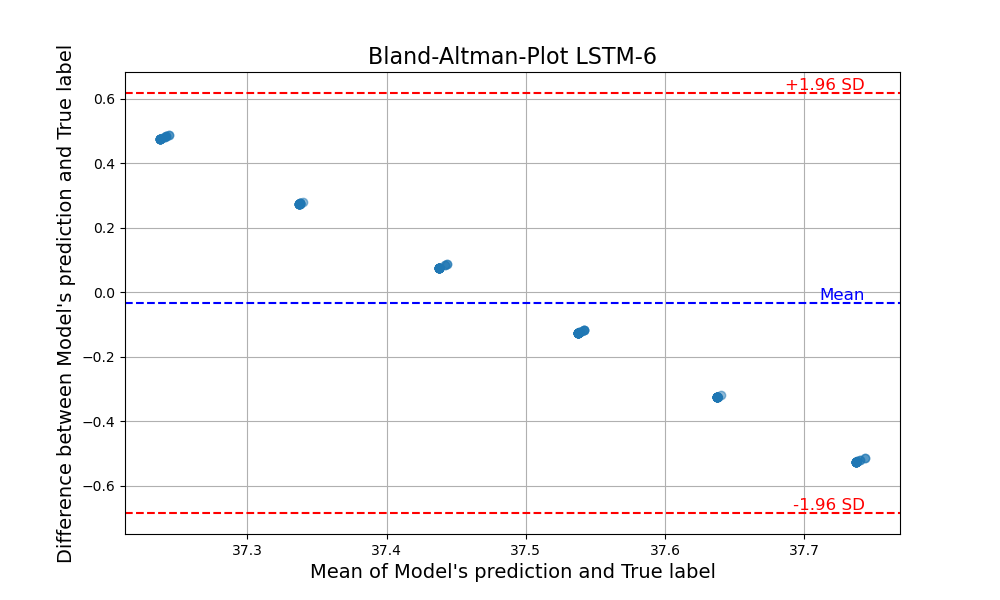 Bland-Altman-Plot LSTM-6
Difference between Model's prediction and True label
0.6
0.4
0.2
0.0
−0.2
−0.4
−0.6
+1.96 SD
Mean
-1.96 SD
37.3 37.4 37.5 37.6 37.7
Mean of Model's prediction and True label